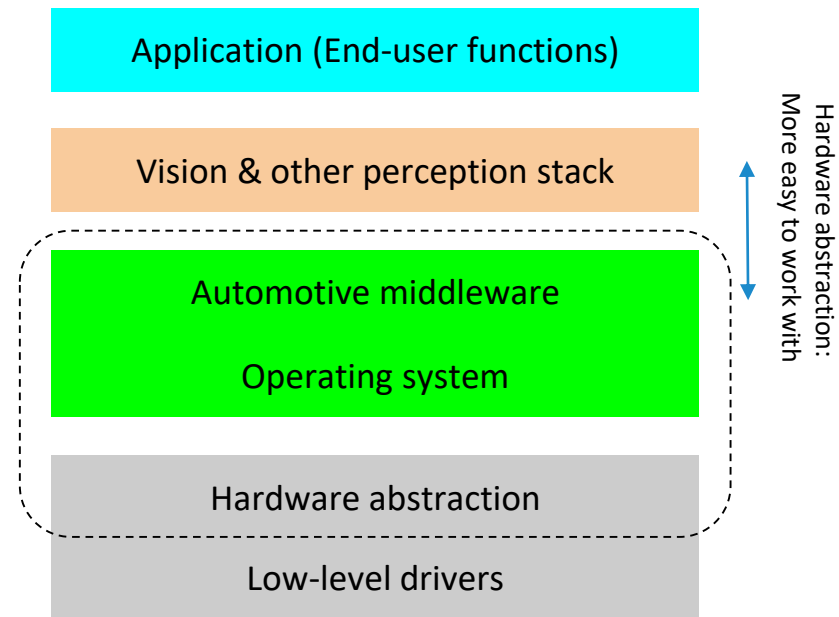 Application (End-user functions)
Vision & other perception stack
Automotive middleware
Operating system
Hardware abstraction
Low-level drivers
Hardware abstraction:
More easy to work with